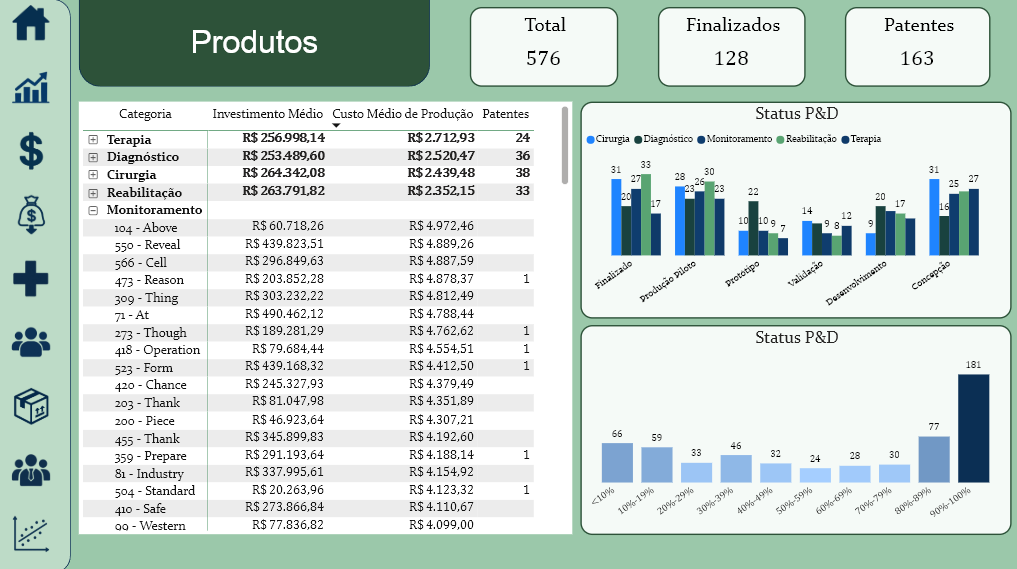 Produtos
Total
576
Finalizados
128
Patentes
163
Categoria Investimento Médio Custo Médio de Produção Patentes
Terapia R$ 256.998,14 R$ 2.712,93 24
Diagnóstico R$ 253.489,60 R$ 2.520,47 36
Cirurgia R$ 264.342,08 R$ 2.439,48 38
Reabilitação R$ 263.791,82 R$ 2.352,15 33
Monitoramento
104 - Above R$ 60.718,26 R$ 4.972,46
550 - Reveal R$ 439.823,51 R$ 4.889,26
566 - Cell R$ 296.849,63 R$ 4.887,59
473 - Reason R$ 203.852,28 R$ 4.878,37 1
309 - Thing R$ 303.232,22 R$ 4.812,49
71 - At R$ 490.462,12 R$ 4.788,44
273 - Though R$ 189.281,29 R$ 4.762,62 1
418 - Operation R$ 79.684,44 R$ 4.554,51 1
523 - Form R$ 439.168,32 R$ 4.412,50 1
420 - Chance R$ 245.327,93 R$ 4.379,49
203 - Thank R$ 81.047,98 R$ 4.351,89
200 - Piece R$ 46.923,64 R$ 4.307,21
455 - Thank R$ 345.899,83 R$ 4.192,60
359 - Prepare R$ 291.193,64 R$ 4.188,14 1
81 - Industry R$ 337.995,61 R$ 4.154,92
504 - Standard R$ 20.263,96 R$ 4.123,32 1
410 - Safe R$ 273.866,84 R$ 4.110,67
99 - Western R$ 77.836,82 R$ 4.099,00
Status P&D
Cirurgia Diagnóstico Monitoramento Reabilitação Terapia
31 20 27 33 17
28 23 26 30 23
10 22 10 9 7
14 9 8 12
9 20 17
31 16 25 27
Finalizado Produção Piloto Prototipo Validação Desenvolvimento Concepção
Status P&D
66 59 33 46 32 24 28 30 77 181
<10% 10%-19% 20%-29% 30%-39% 40%-49% 50%-59% 60%-69% 70%-79% 80%-89% 90%-100%